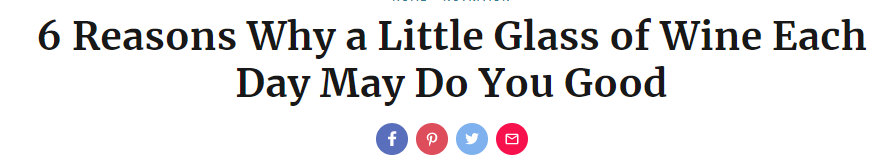 6 Reasons Why a Little Glass of Wine Each
Day May Do You Good